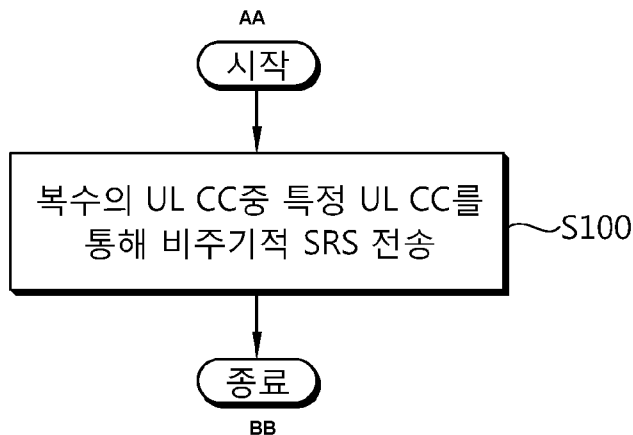 AA
시작
복수의 UL CC중 특정 UL CC를
통해 비주기적 SRS 전송
S100
종료
BB